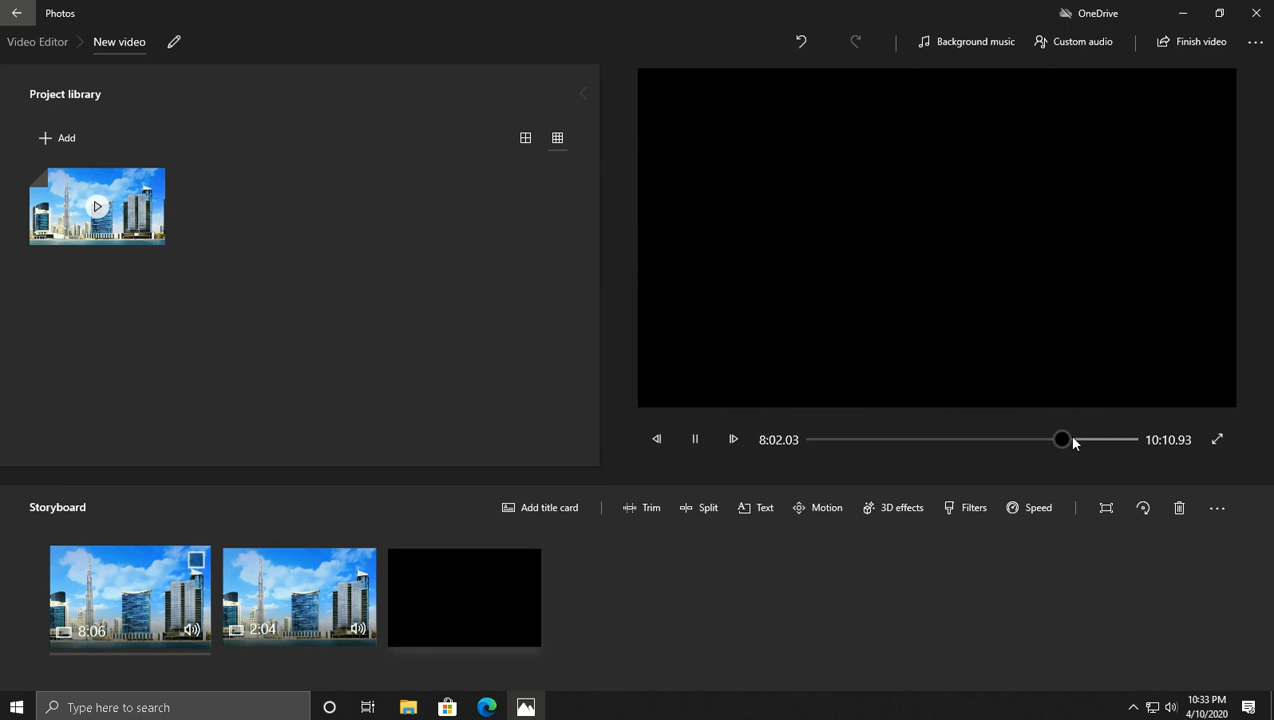 Photos
OneDrive
Video Editor
New video
Background music
Custom audio
Finish video
Project library
Add
8:02.03
10:10.93
Storyboard
Add title card
Trim
Split
Text
Motion
3D effects
Filters
Speed
8:06
2:04
Type here to search
10:33 PM
4/10/2020